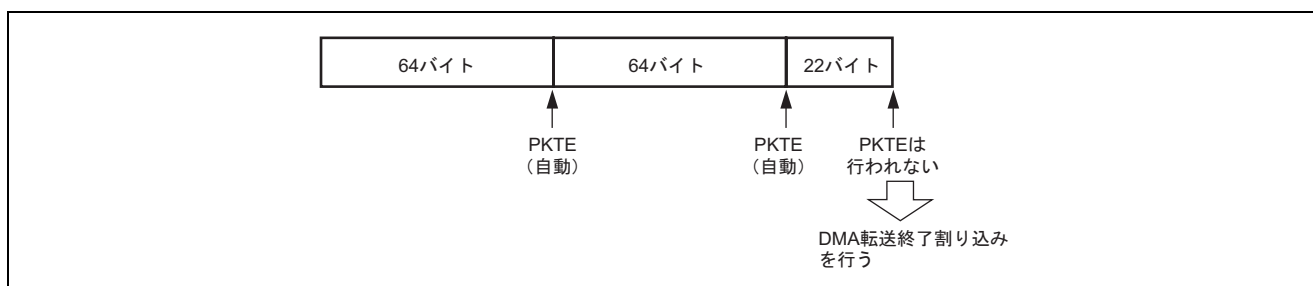 64バイト
64バイト
22バイト
PKTE
（自動）
PKTE
（自動）
PKTEは
行われない
DMA転送終了割り込み
を行う